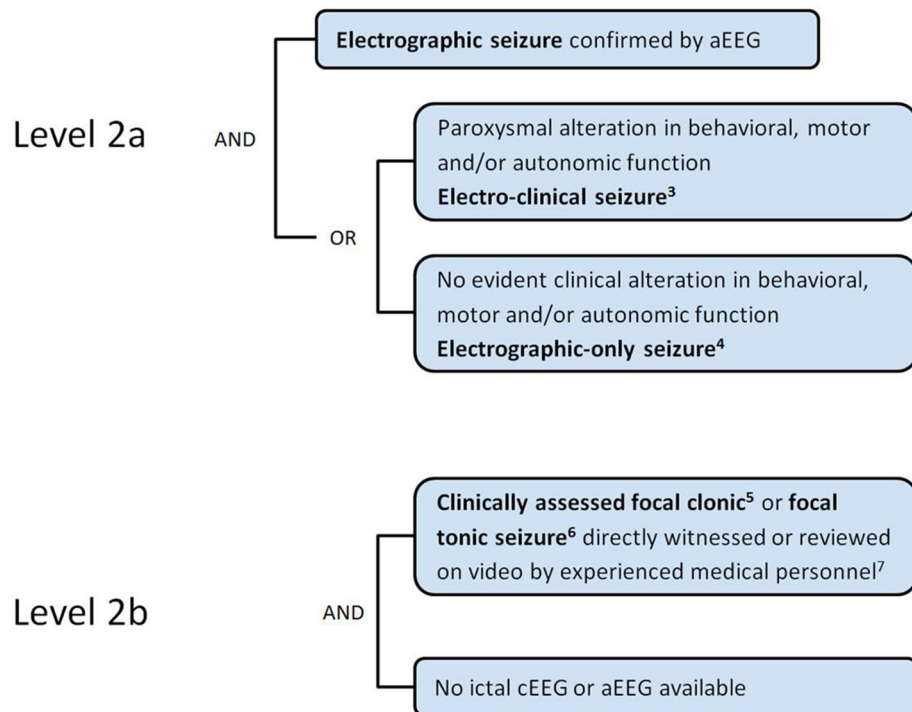 Electrographic seizure confirmed by aEEG
Level 2a
AND
Paroxysmal alteration in behavioral, motor
and/or autonomic function
Electro-clinical seizure³
OR
No evident clinical alteration in behavioral,
motor and/or autonomic function
Electrographic-only seizure⁴
Clinically assessed focal clonic⁵ or focal
tonic seizure⁶ directly witnessed or reviewed
on video by experienced medical personnel⁷
Level 2b
AND
No ictal cEEG or aEEG available